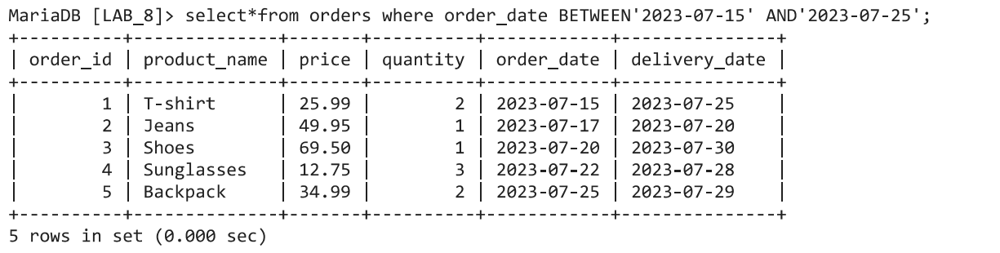 MariaDB [LAB_8]> select*from orders where order_date BETWEEN'2023-07-15' AND'2023-07-25';
+----------+--------------+-------+----------+------------+---------------+
| order_id | product_name | price | quantity | order_date | delivery_date |
+----------+--------------+-------+----------+------------+---------------+
|        1 | T-shirt      | 25.99 |        2 | 2023-07-15 | 2023-07-25    |
|        2 | Jeans        | 49.95 |        1 | 2023-07-17 | 2023-07-20    |
|        3 | Shoes        | 69.50 |        1 | 2023-07-20 | 2023-07-30    |
|        4 | Sunglasses   | 12.75 |        3 | 2023-07-22 | 2023-07-28    |
|        5 | Backpack     | 34.99 |        2 | 2023-07-25 | 2023-07-29    |
+----------+--------------+-------+----------+------------+---------------+
5 rows in set (0.000 sec)